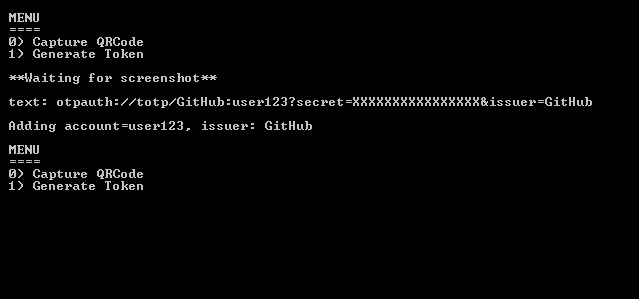 MENU
====
0) Capture QRCode
1) Generate Token
**Waiting for screenshot**
text: otpauth://totp/GitHub:user123?secret=XXXXXXXXXXXXXXXX&issuer=GitHub
Adding account=user123, issuer: GitHub
MENU
====
0) Capture QRCode
1) Generate Token